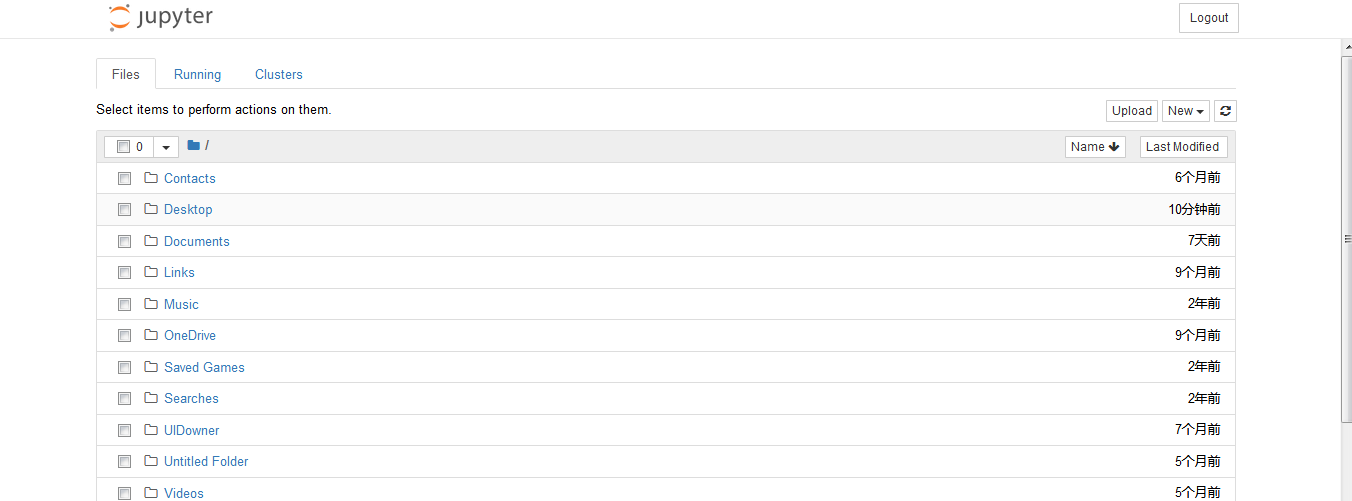 jupyter
Logout
Files Running Clusters
Select items to perform actions on them.
Upload New
0 / Name Last Modified
Contacts 6个月前
Desktop 10分钟前
Documents 7天前
Links 9个月前
Music 2年前
OneDrive 9个月前
Saved Games 2年前
Searches 2年前
UIDowner 7个月前
Untitled Folder 5个月前
Videos 5个月前